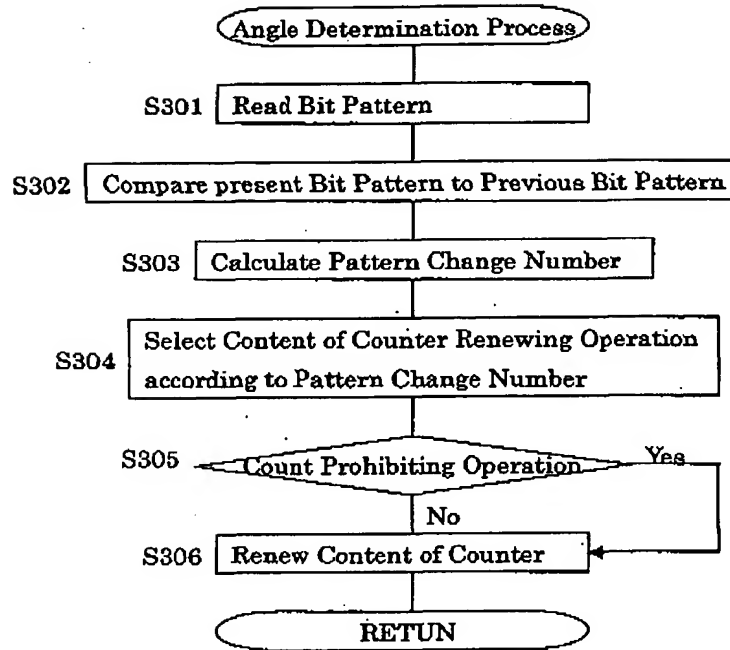 Angle Determination Process
S301 Read Bit Pattern
S302 Compare present Bit Pattern to Previous Bit Pattern
S303 Calculate Pattern Change Number
S304 Select Content of Counter Renewing Operation
according to Pattern Change Number
S305 Count Prohibiting Operation Yes
No
S306 Renew Content of Counter
RETUN